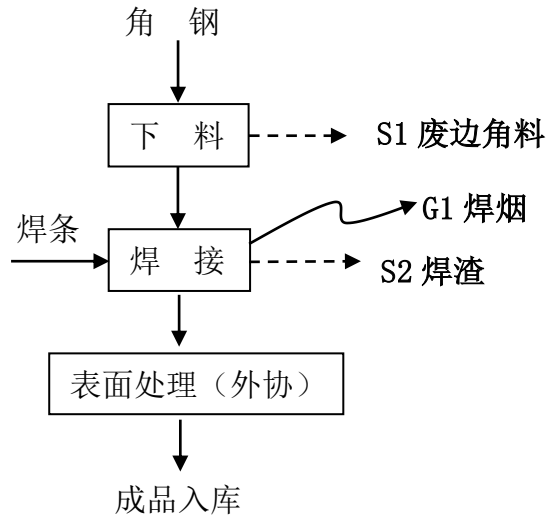 角 钢
下 料
S1 废边角料
G1 焊烟
焊条
焊 接
S2 焊渣
表面处理（外协）
成品入库